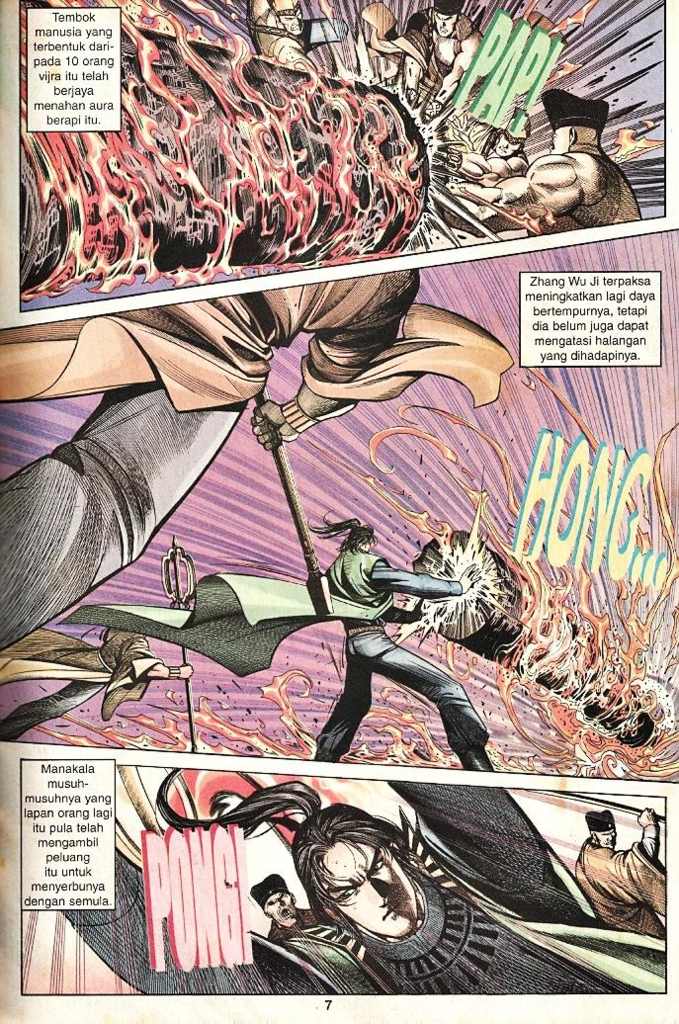 Tembok
manusia yang
terbentuk dari-
pada 10 orang
vijra itu telah
berjaya
menahan aura
berapi itu.
PAP!
Zhang Wu Ji terpaksa
meningkatkan lagi daya
bertempurnya, tetapi
dia belum juga dapat
mengatasi halangan
yang dihadapinya.
HONG...
Manakala
musuh-
musuhnya yang
lapan orang lagi
itu pula telah
mengambil
peluang
itu untuk
menyerbunya
dengan semula.
PONG!
7